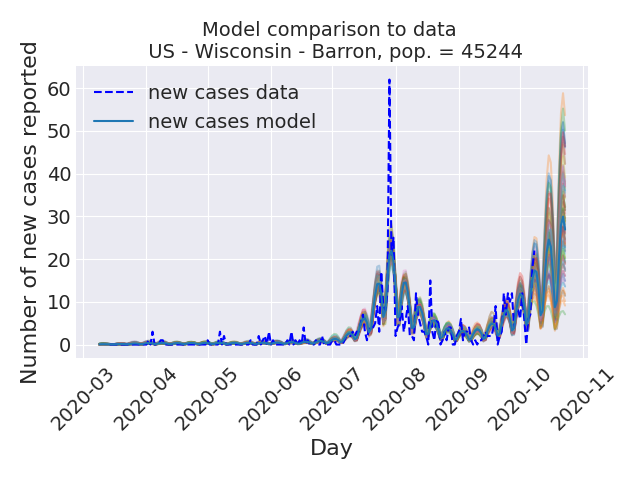 Model comparison to data
US - Wisconsin - Barron, pop. = 45244
Number of new cases reported
60
50
40
30
20
10
0
new cases data
new cases model
2020-03
2020-04
2020-05
2020-06
2020-07
2020-08
2020-09
2020-10
2020-11
Day